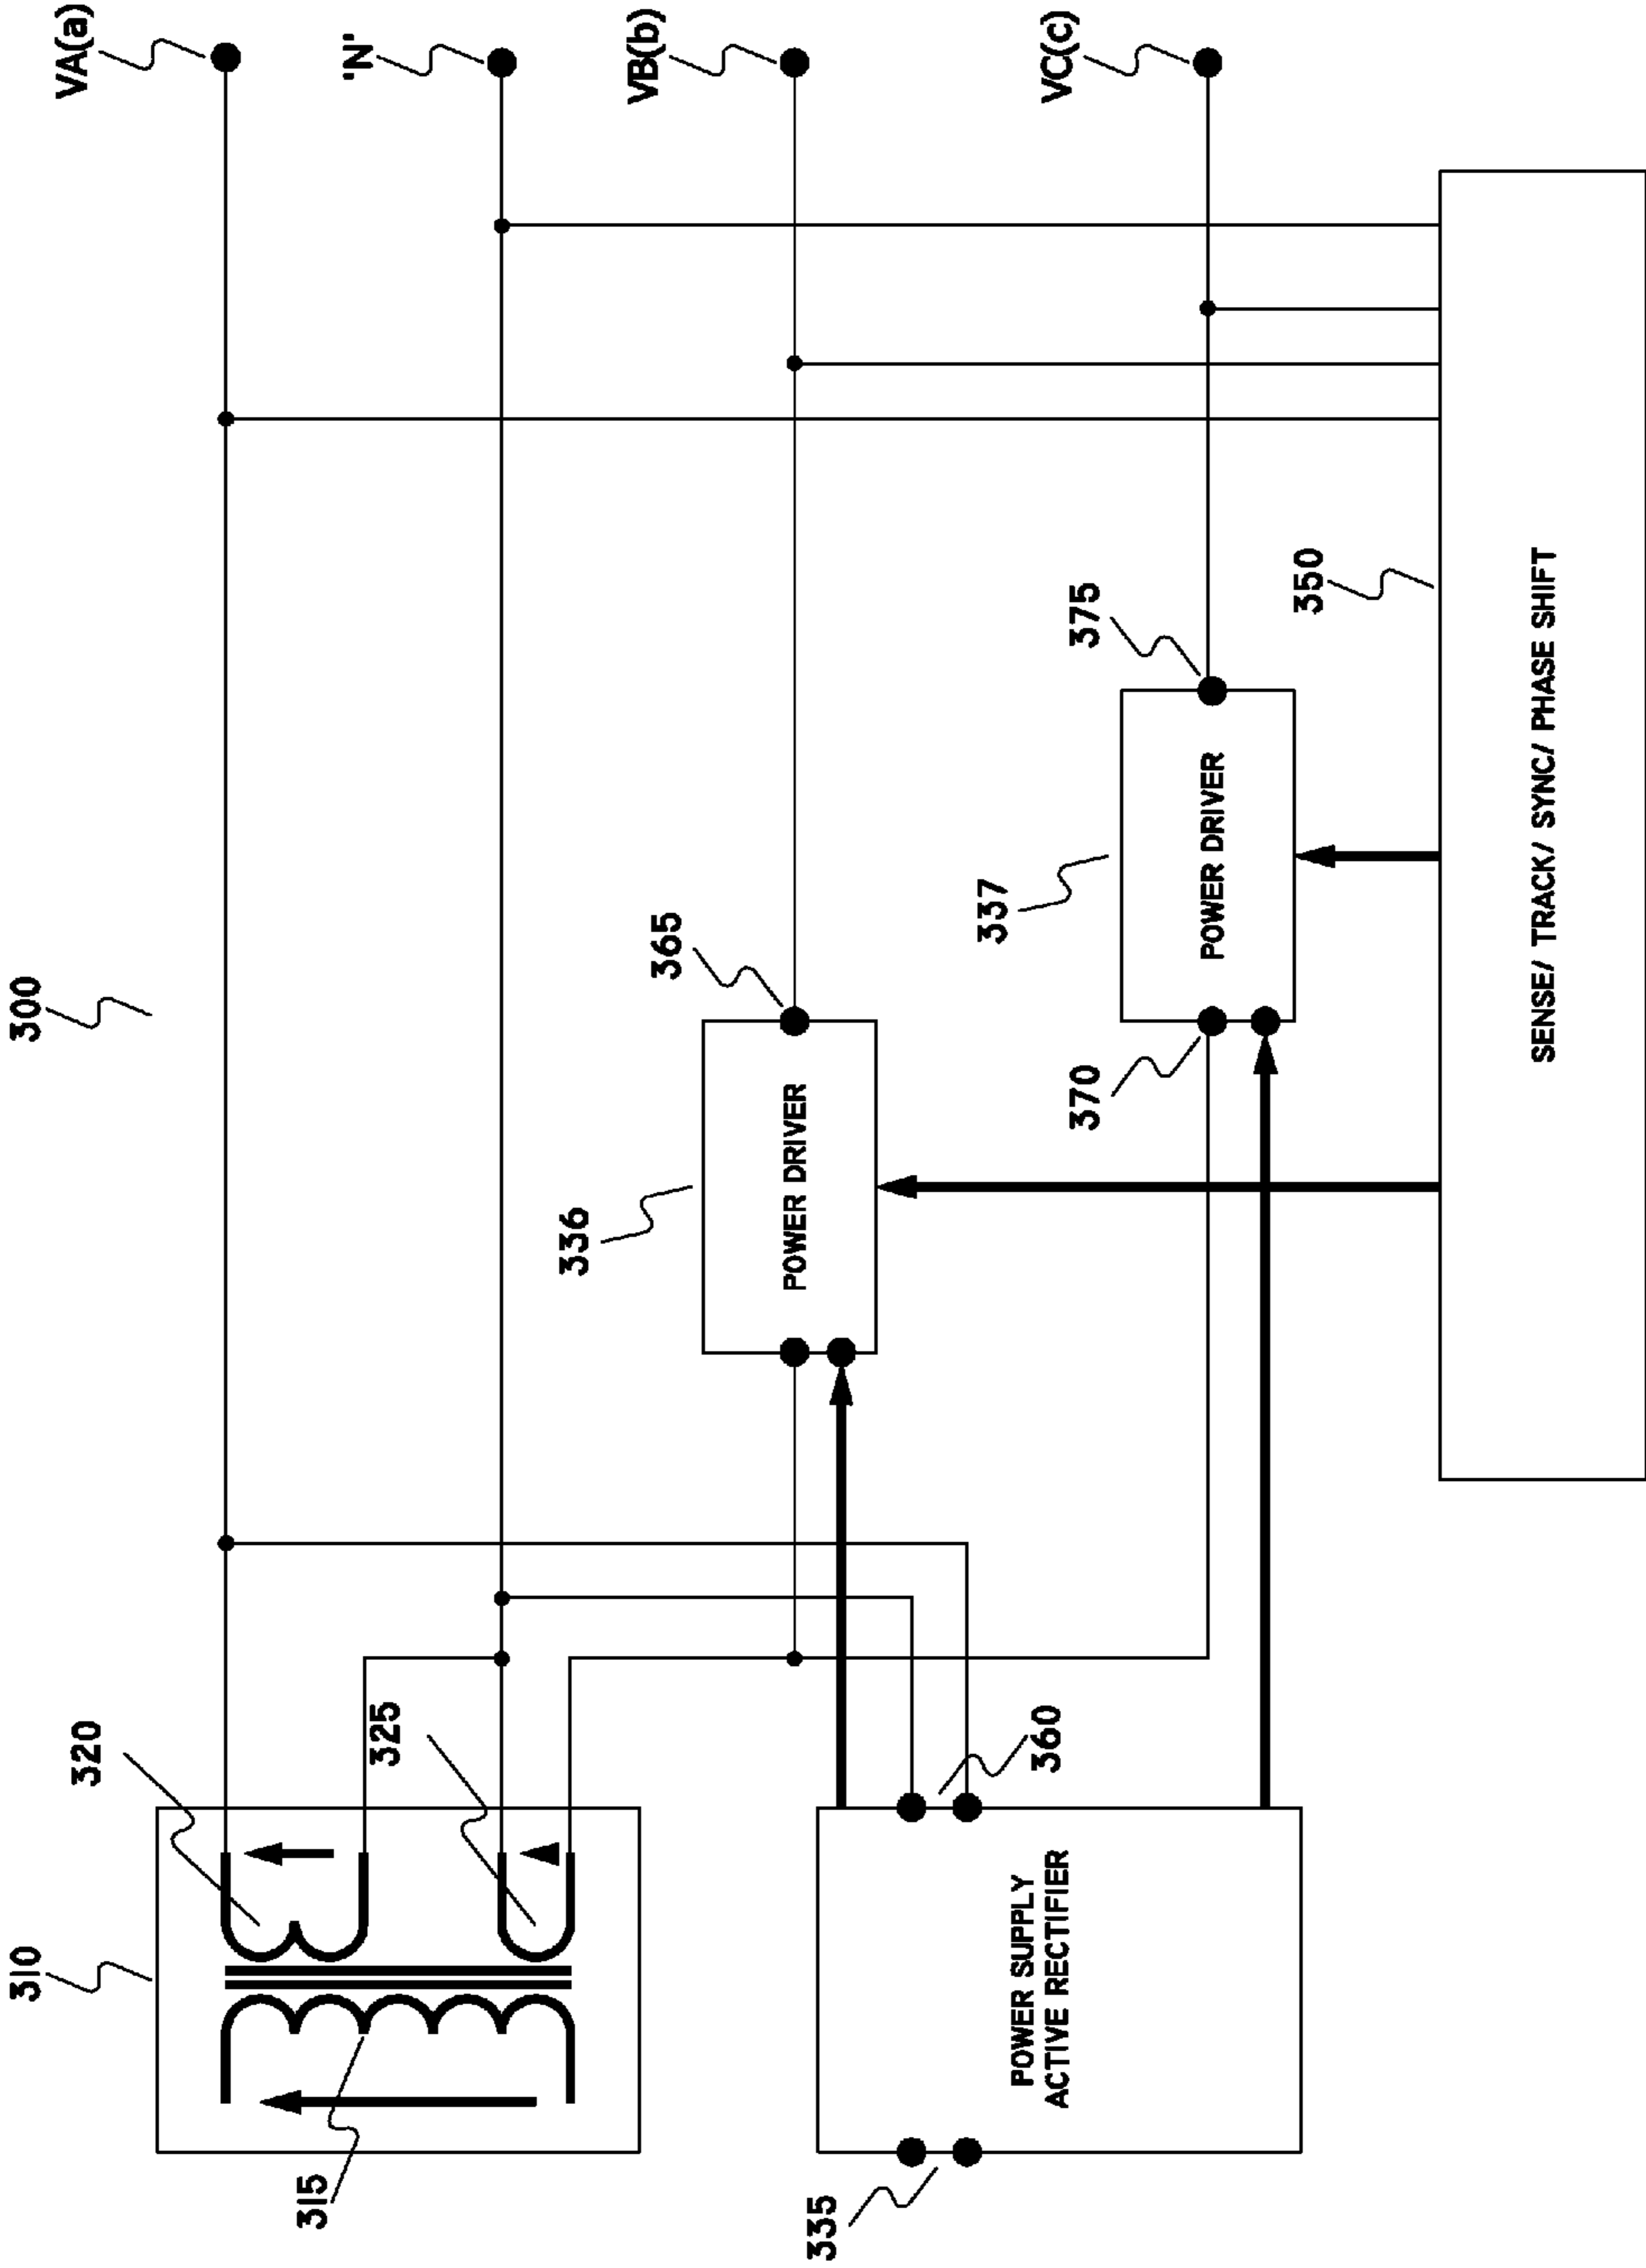 300
310
320
325
315
VA(a)
'N'
VB(b)
VC(c)
336
365
POWER DRIVER
337
375
370
POWER DRIVER
335
360
POWER SUPPLY
ACTIVE RECTIFIER
350
SENSE/ TRACK/ SYNC/ PHASE SHIFT